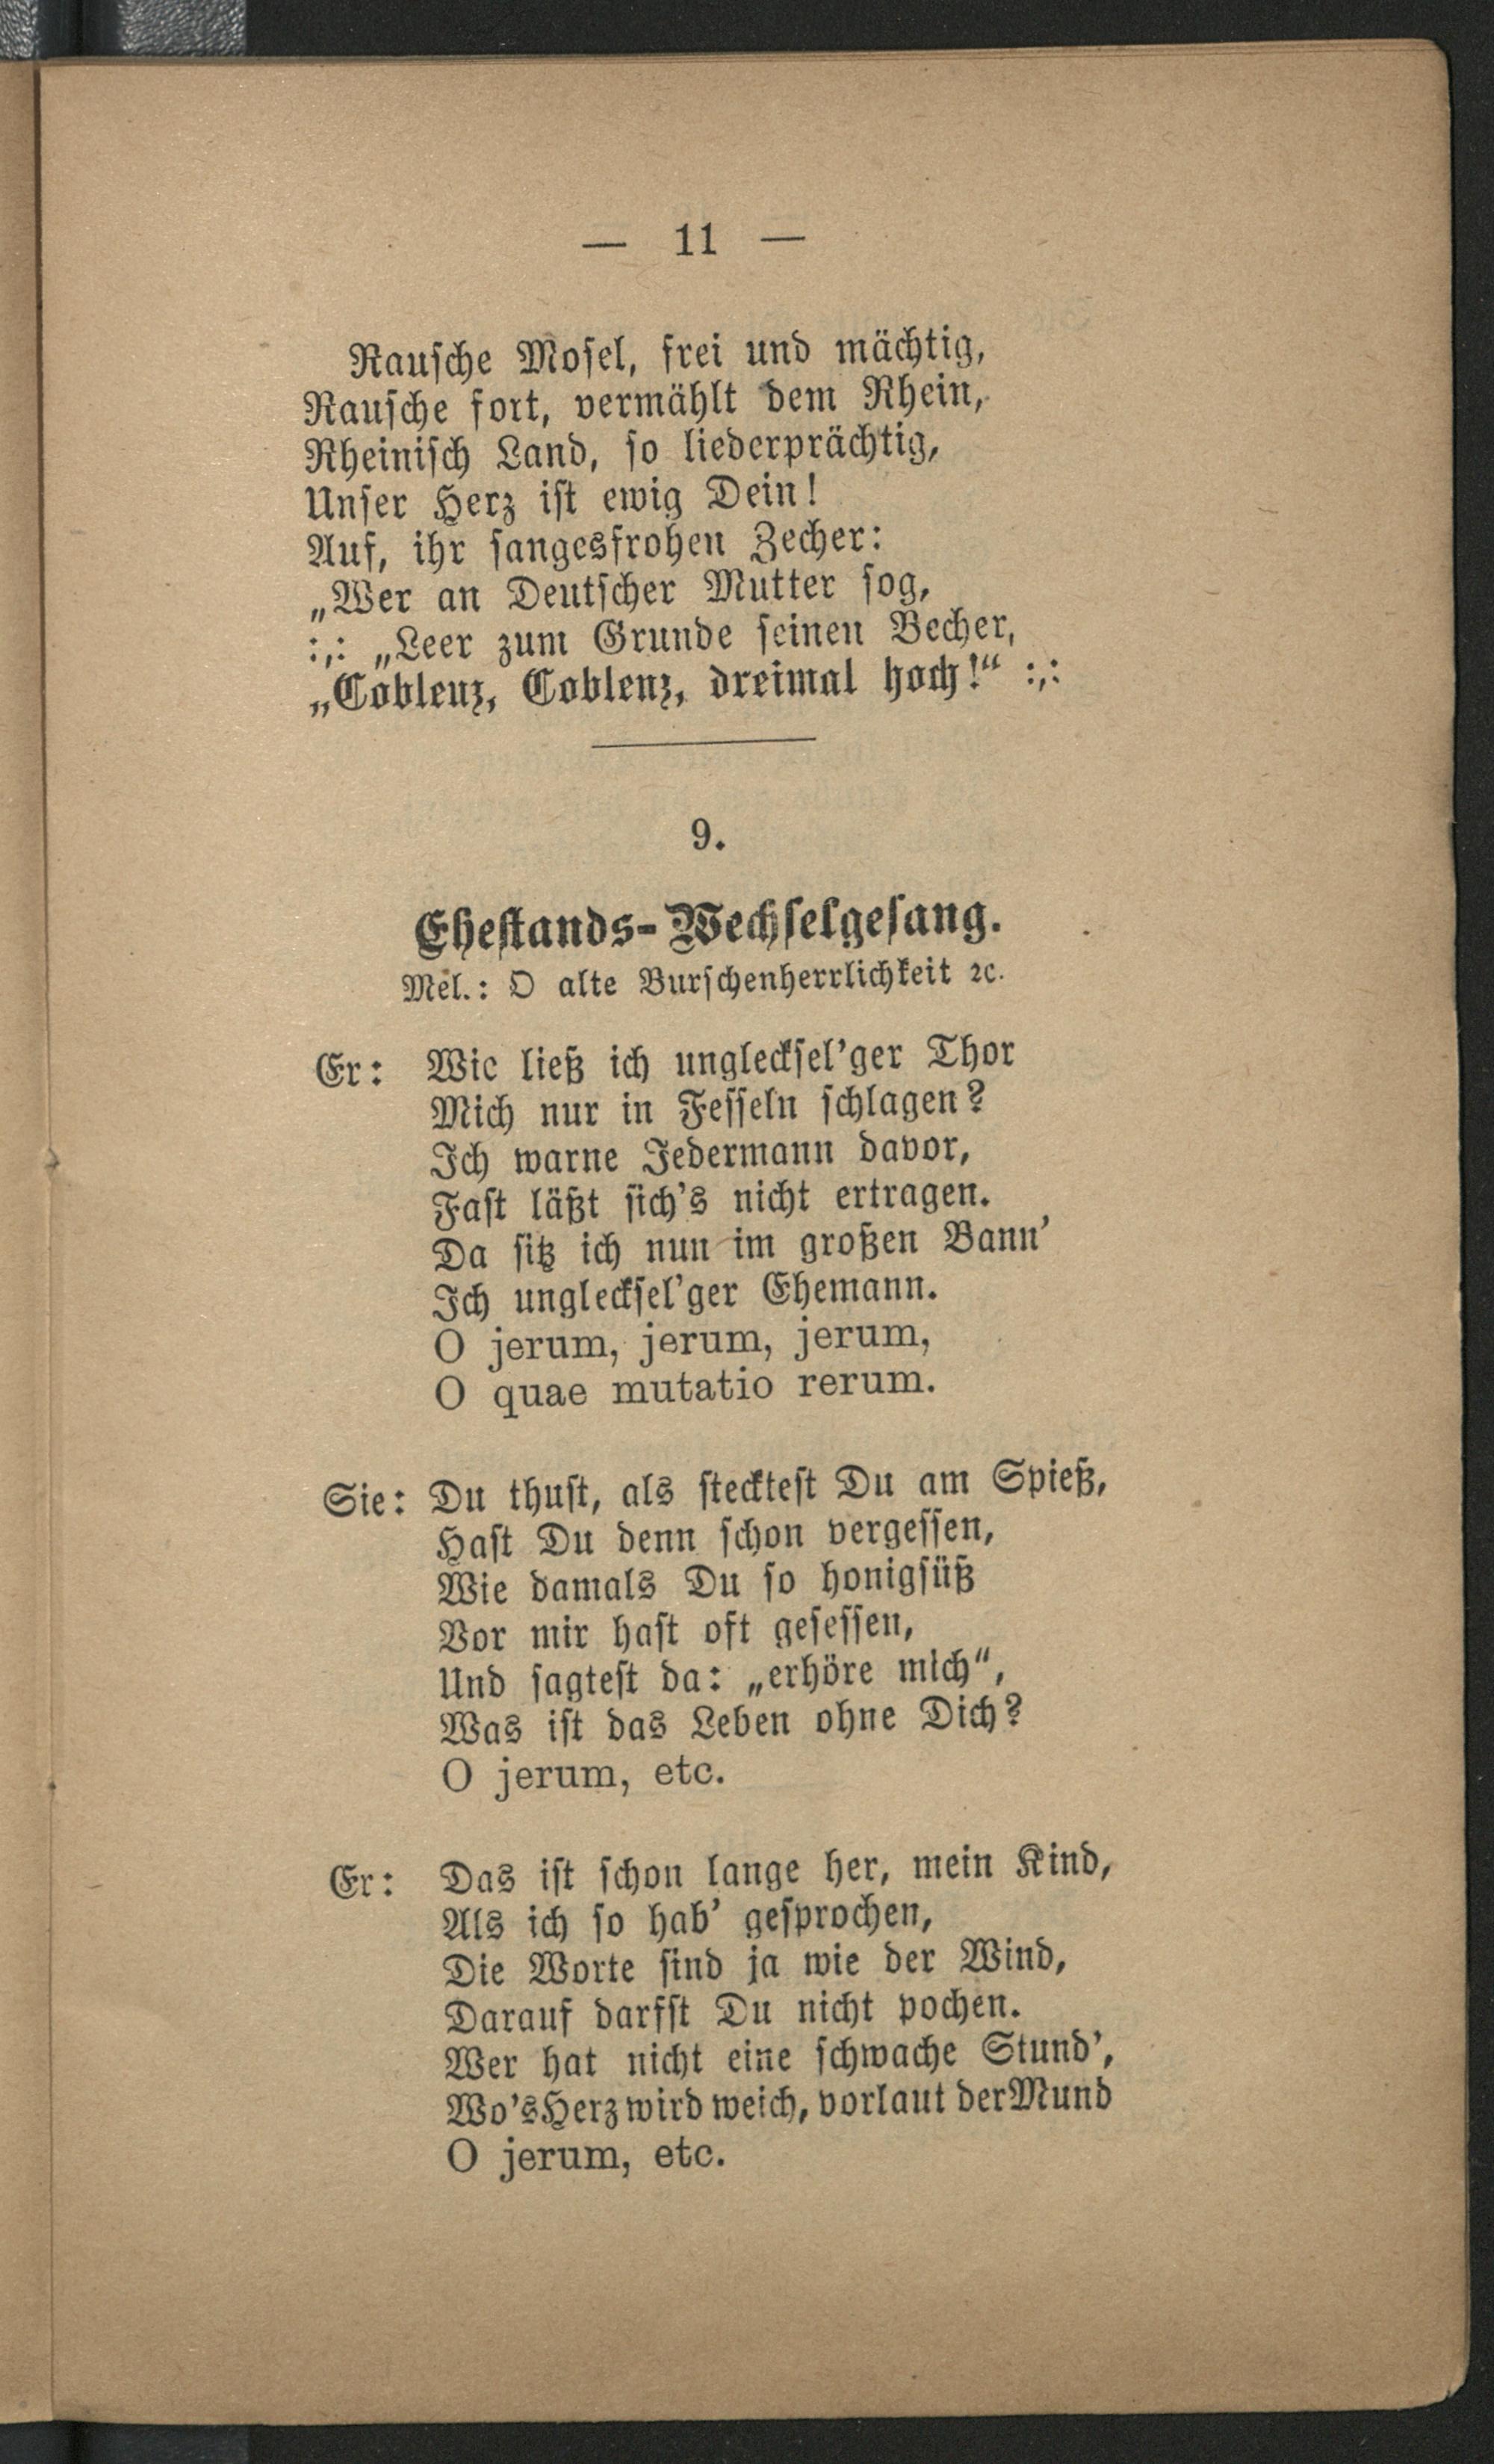 — 11 —
Rausche Mosel, frei und mächtig,
Rausche fort, vermählt dem Rhein,
Rheinisch Land, so liederprächtig,
Unser Herz ist ewig Dein!
Auf, ihr sangesfrohen Zecher:
„Wer an Deutscher Mutter sog,
:,: „Leer zum Grunde seinen Becher,
„Coblenz, Coblenz, dreimal hoch!“ :,:
9.
Ehestands-Wechselgesang.
Mel.: O alte Burschenherrlichkeit ꝛc.
Er: Wie ließ ich unglecksel'ger Thor
Mich nur in Fesseln schlagen?
Ich warne Jedermann davor,
Fast läßt sich's nicht ertragen.
Da sitz ich nun im großen Bann'
Ich unglecksel'ger Ehemann.
O jerum, jerum, jerum,
O quae mutatio rerum.
Sie: Du thust, als stecktest Du am Spieß,
Hast Du denn schon vergessen,
Wie damals Du so honigsüß
Vor mir hast oft gesessen,
Und sagtest da: „erhöre mich“,
Was ist das Leben ohne Dich?
O jerum, etc.
Er: Das ist schon lange her, mein Kind,
Als ich so hab' gesprochen,
Die Worte sind ja wie der Wind,
Darauf darfst Du nicht pochen.
Wer hat nicht eine schwache Stund',
Wo's Herz wird weich, vorlaut der Mund
O jerum, etc.